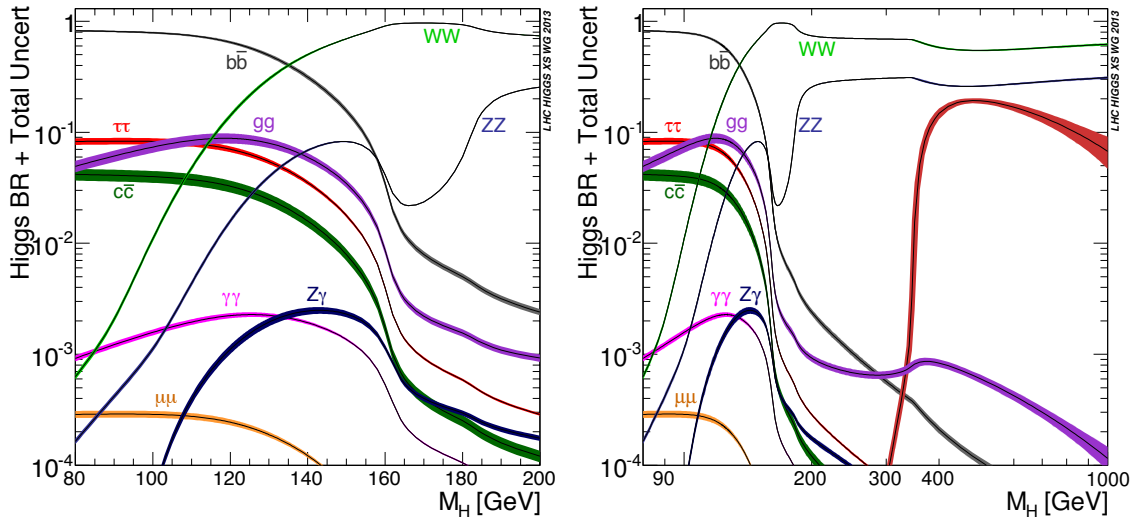 Higgs BR + Total Uncert
1
10⁻¹
10⁻²
10⁻³
10⁻⁴
bb̄
WW
ττ
gg
ZZ
cc̄
γγ
Zγ
μμ
80 100 120 140 160 180 200
M_H [GeV]
LHC HIGGS XS WG 2013
Higgs BR + Total Uncert
1
10⁻¹
10⁻²
10⁻³
10⁻⁴
WW
bb̄
ττ
gg
ZZ
cc̄
γγ
Zγ
μμ
90 200 300 400 1000
M_H [GeV]
LHC HIGGS XS WG 2013